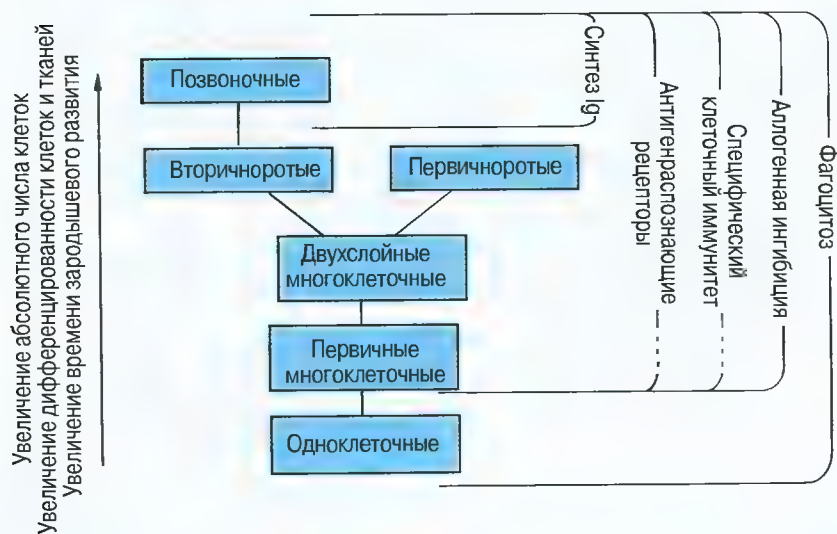 Увеличение абсолютного числа клеток
Увеличение дифференцированности клеток и тканей
Увеличение времени зародышевого развития
Позвоночные
Вторичноротые
Первичноротые
Двухслойные
многоклеточные
Первичные
многоклеточные
Одноклеточные
Синтез Ig
Антигенраспознающие
рецепторы
Специфический
клеточный иммунитет
Аллогенная ингибиция
Фагоцитоз